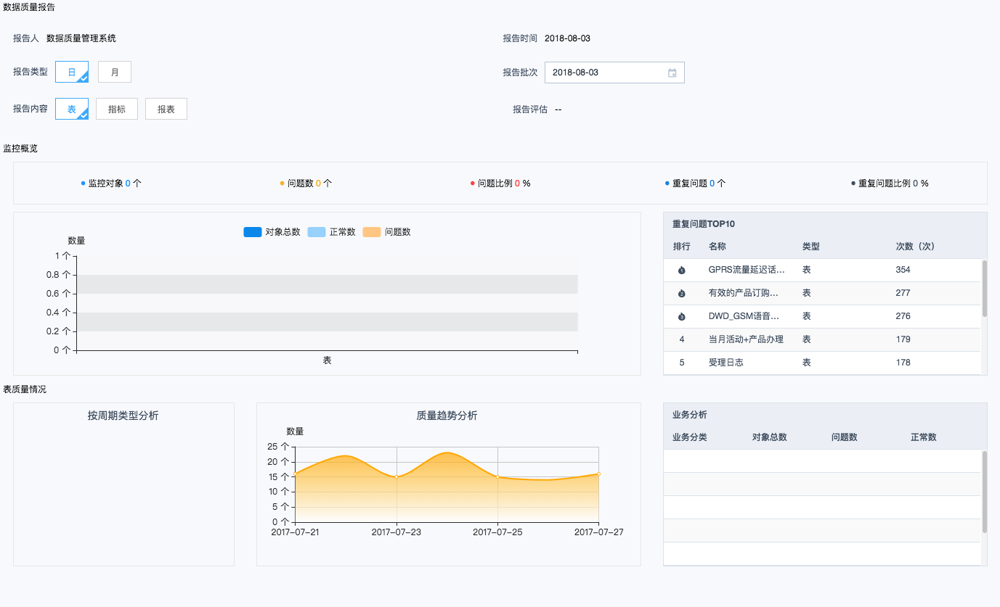 数据质量报告
报告人 数据质量管理系统 报告时间 2018-08-03
报告类型 日 月 报告批次 2018-08-03
报告内容 表 指标 报表 报告评估 --
监控概览
监控对象 0 个 问题数 0 个 问题比例 0 % 重复问题 0 个 重复问题比例 0 %
对象总数 正常数 问题数
数量
1 个
0.8 个
0.6 个
0.4 个
0.2 个
0 个
表
重复问题TOP10
排行 名称 类型 次数（次）
1 GPRS流量延迟话... 表 354
2 有效的产品订购... 表 277
3 DWD_GSM语音... 表 276
4 当月活动+产品办理 表 179
5 受理日志 表 178
表质量情况
按周期类型分析
质量趋势分析
数量
25 个
20 个
15 个
10 个
5 个
0 个
2017-07-21 2017-07-23 2017-07-25 2017-07-27
业务分析
业务分类 对象总数 问题数 正常数